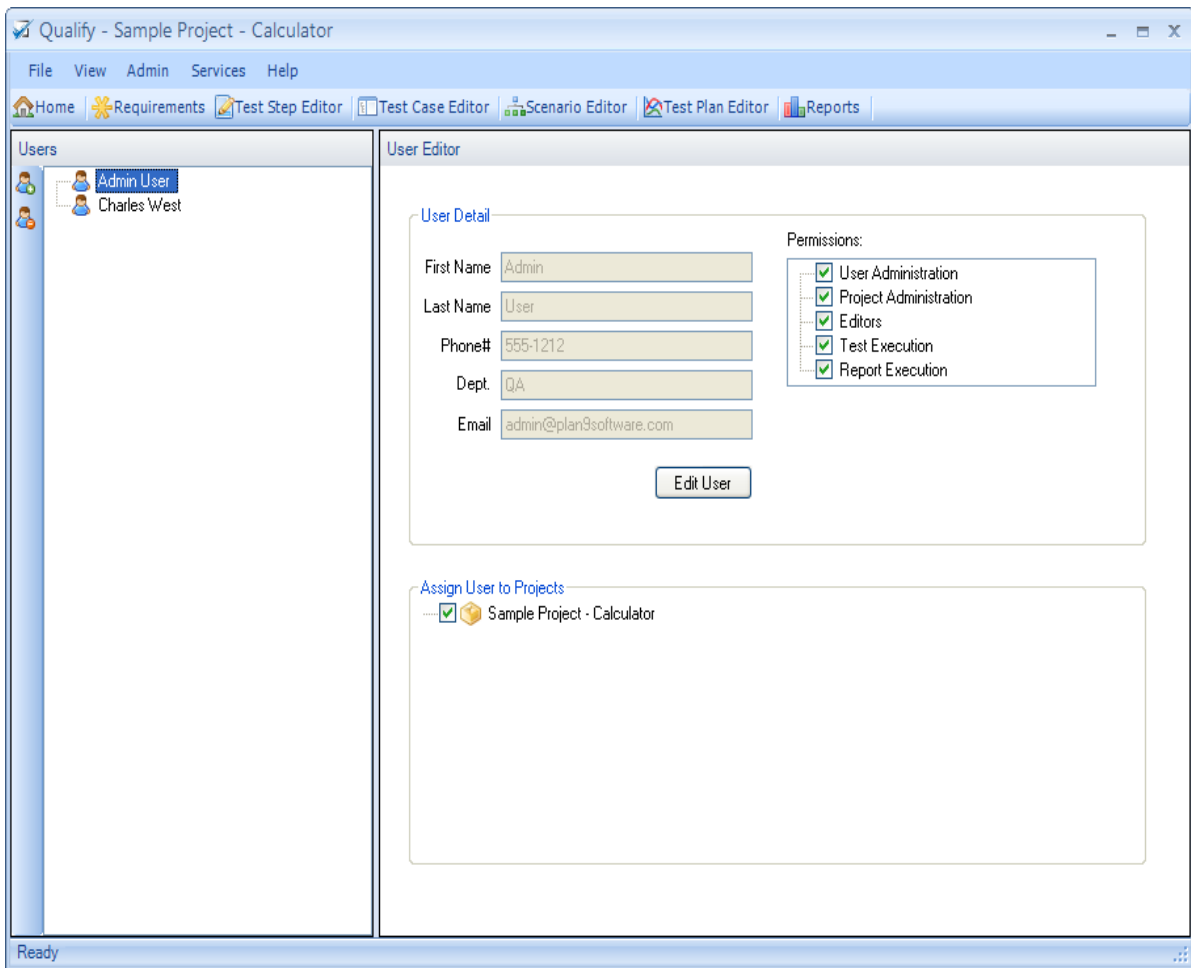 Qualify - Sample Project - Calculator
File View Admin Services Help
Home Requirements Test Step Editor Test Case Editor Scenario Editor Test Plan Editor Reports
Users
Admin User
Charles West
User Editor
User Detail
First Name Admin
Last Name User
Phone# 555-1212
Dept. QA
Email admin@plan9software.com
Edit User
Permissions:
User Administration
Project Administration
Editors
Test Execution
Report Execution
Assign User to Projects
Sample Project - Calculator
Ready